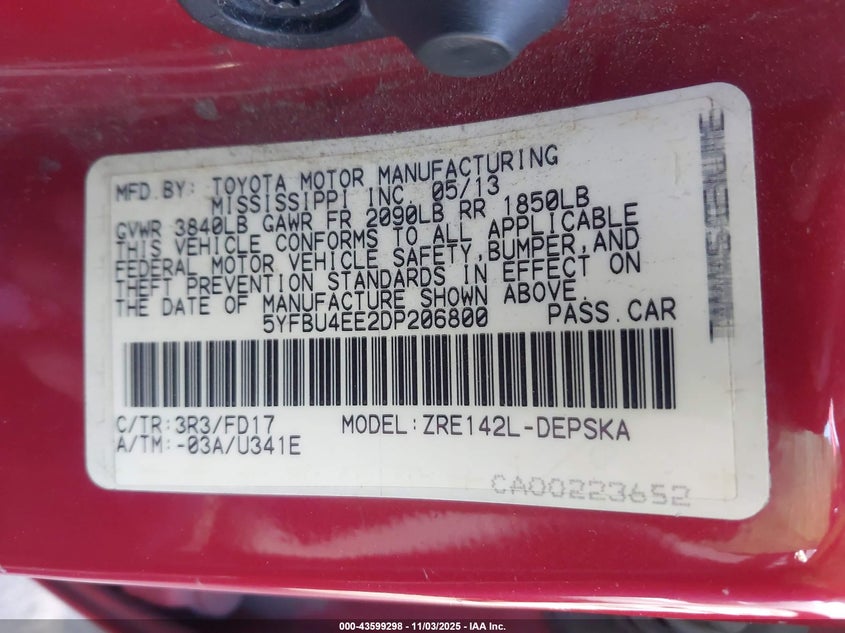 MFD.BY: TOYOTA MOTOR MANUFACTURING
MISSISSIPPI INC. 05/13
GVWR 3840LB GAWR FR 2090LB RR 1850LB
THIS VEHICLE CONFORMS TO ALL APPLICABLE
FEDERAL MOTOR VEHICLE SAFETY,BUMPER,AND
THEFT PREVENTION STANDARDS IN EFFECT ON
THE DATE OF MANUFACTURE SHOWN ABOVE.
5YFBU4EE2DP206800 PASS.CAR
C/TR:3R3/FD17 MODEL:ZRE142L-DEPSKA
A/TM:-03A/U341E
CA00223652
000-43599298 - 11/03/2025 - IAA Inc.